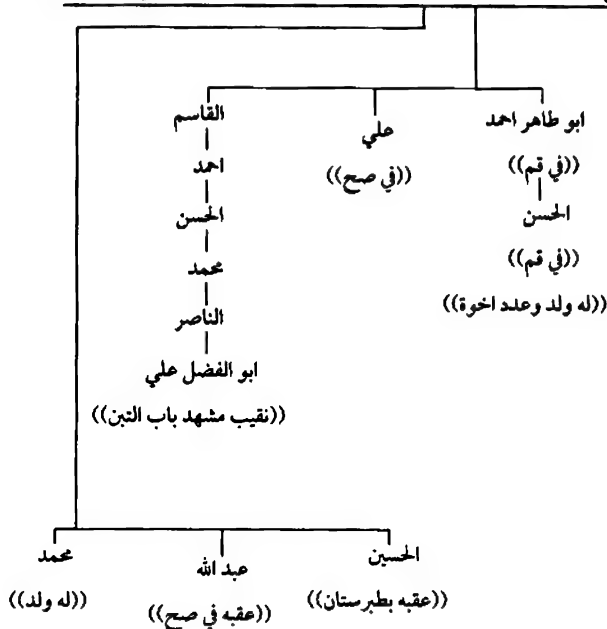 ابو طاهر احمد
علي
القاسم
((في قم))
((في صح))
احمد
الحسن
الحسن
((في قم))
محمد
((له ولد وعدد اخوة))
الناصر
ابو الفضل علي
((نقيب مشهد باب التبن))
الحسين
عبد الله
محمد
((عقبه بطبرستان))
((عقبه في صح))
((له ولد))